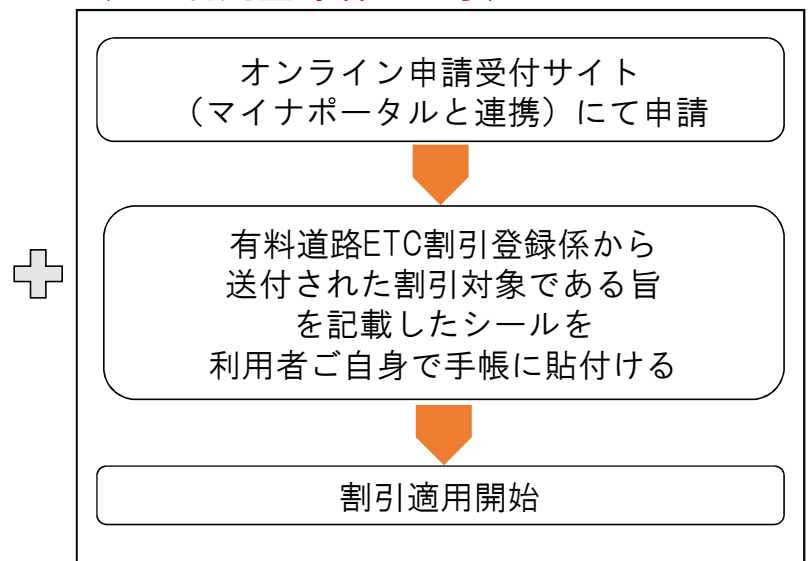 オンライン申請受付サイト
（マイナポータルと連携）にて申請
有料道路ETC割引登録係から
送付された割引対象である旨
を記載したシールを
利用者ご自身で手帳に貼付ける
割引適用開始